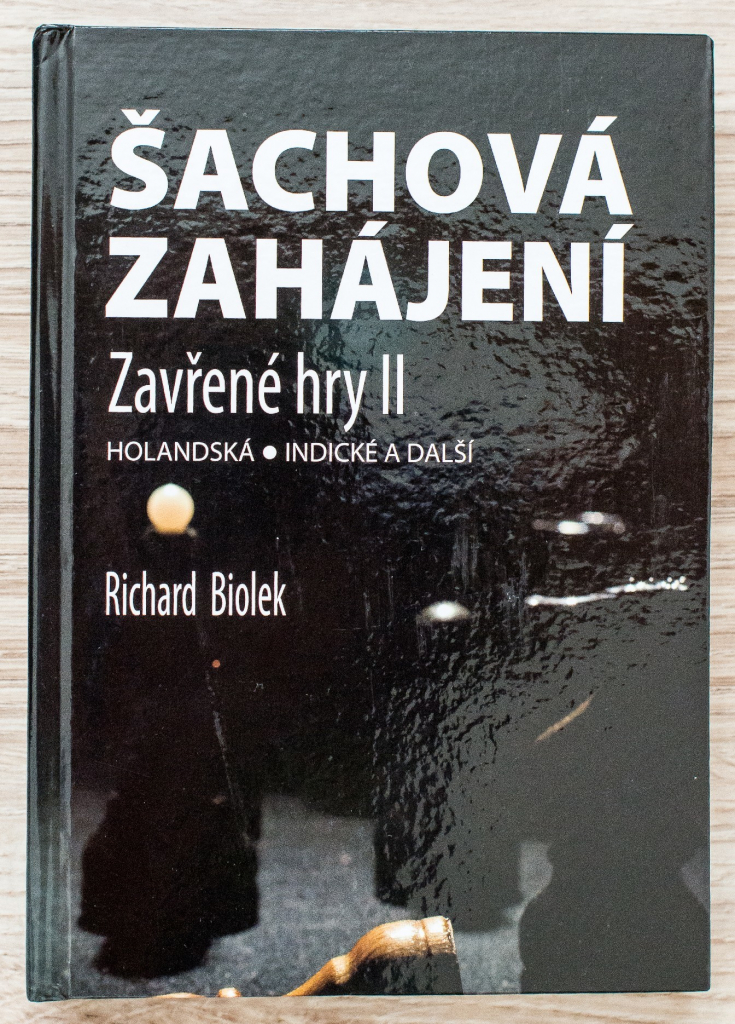 ŠACHOVÁ
ZAHÁJENÍ
Zavřené hry II
HOLANDSKÁ ● INDICKÉ A DALŠÍ
Richard Biolek